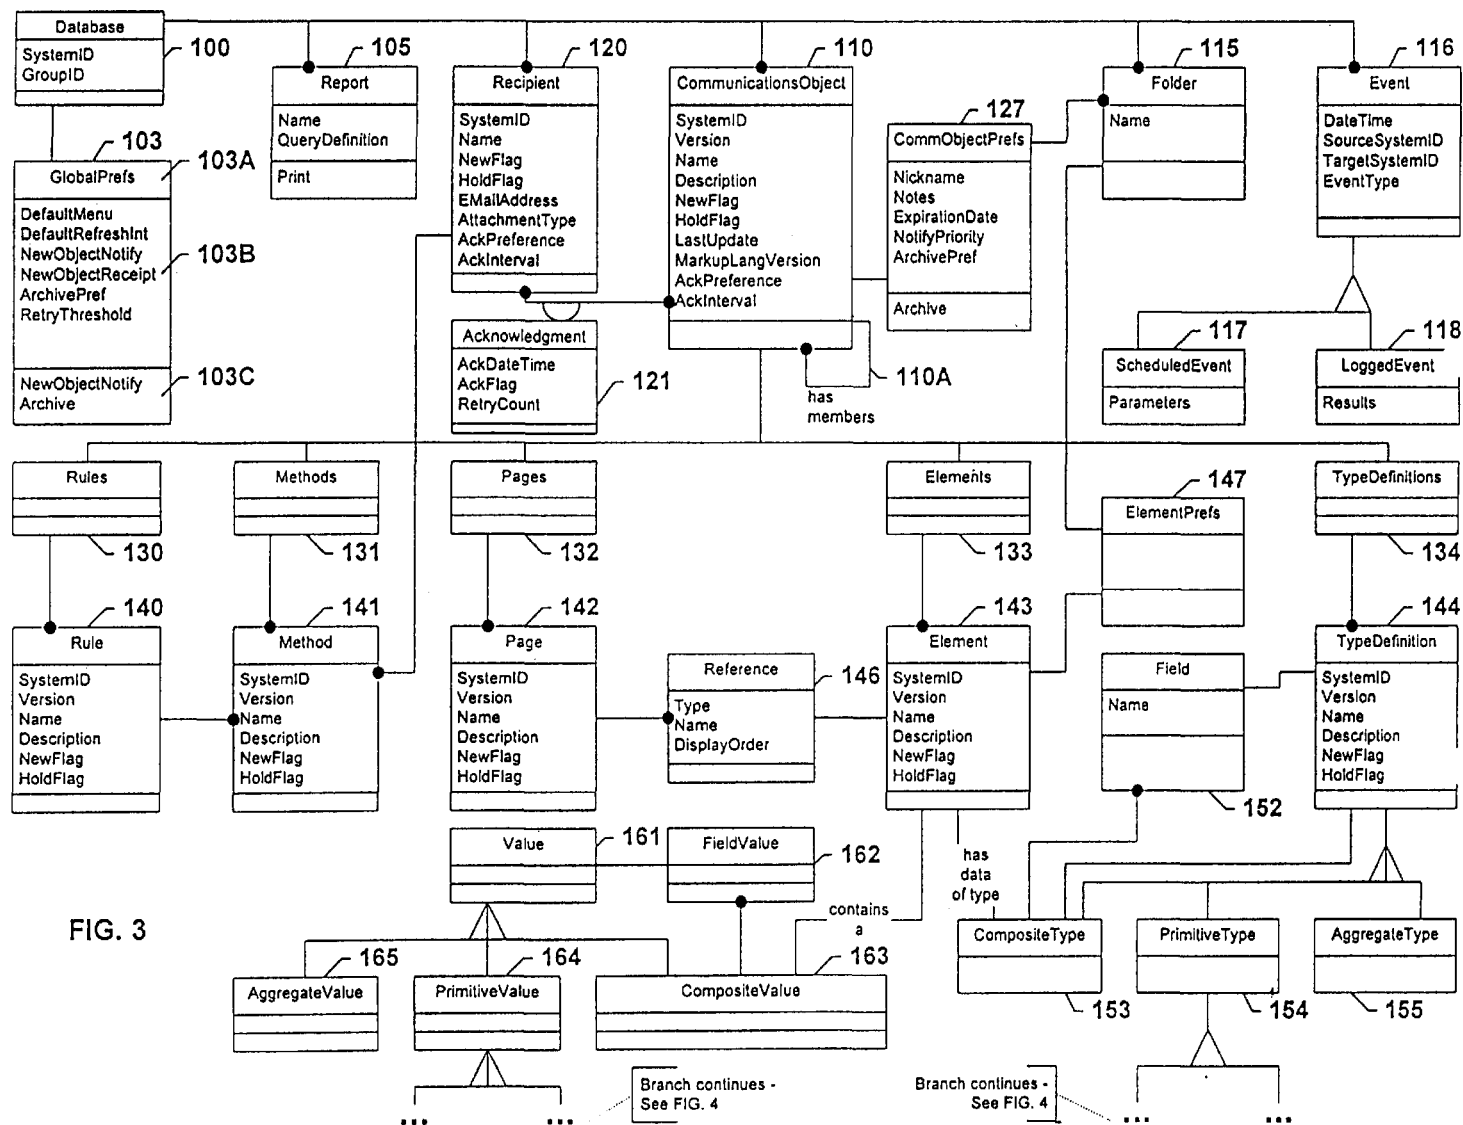 Database
SystemID
GroupID
100
105
Report
Name
QueryDefinition
Print
120
Recipient
SystemID
Name
NewFlag
HoldFlag
EMailAddress
AttachmentType
AckPreference
AckInterval
110
CommunicationsObject
SystemID
Version
Name
Description
NewFlag
HoldFlag
LastUpdate
MarkupLangVersion
AckPreference
AckInterval
110A
has
members
127
CommObjectPrefs
Nickname
Notes
ExpirationDate
NotifyPriority
ArchivePref
Archive
115
Folder
Name
116
Event
DateTime
SourceSystemID
TargetSystemID
EventType
103
103A
GlobalPrefs
DefaultMenu
DefaultRefreshInt
NewObjectNotify
103B
NewObjectReceipt
ArchivePref
RetryThreshold
103C
NewObjectNotify
Archive
Acknowledgment
AckDateTime
AckFlag
RetryCount
121
117
ScheduledEvent
Parameters
118
LoggedEvent
Results
Rules
130
Methods
131
Pages
132
Elements
133
147
ElementPrefs
TypeDefinitions
134
140
Rule
SystemID
Version
Name
Description
NewFlag
HoldFlag
141
Method
SystemID
Version
Name
Description
NewFlag
HoldFlag
142
Page
SystemID
Version
Name
Description
NewFlag
HoldFlag
Reference
146
Type
Name
DisplayOrder
143
Element
SystemID
Version
Name
Description
NewFlag
HoldFlag
Field
Name
152
144
TypeDefinition
SystemID
Version
Name
Description
NewFlag
HoldFlag
Value
161
FieldValue
162
has
data
of type
contains
a
FIG. 3
165
AggregateValue
164
PrimitiveValue
163
CompositeValue
CompositeType
153
PrimitiveType
154
AggregateType
155
Branch continues -
See FIG. 4
Branch continues -
See FIG. 4
...
...
...
...